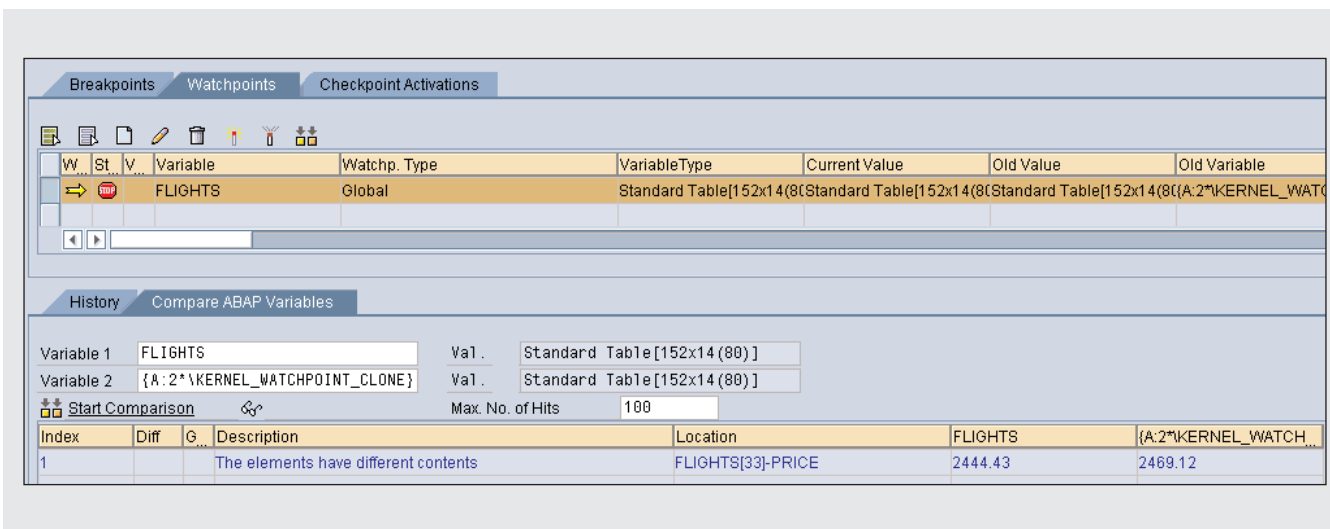 Breakpoints Watchpoints Checkpoint Activations
W... St... V... Variable Watchp. Type VariableType Current Value Old Value Old Variable
STOP FLIGHTS Global Standard Table[152x14(80( Standard Table[152x14(80( Standard Table[152x14(80( {A:2*\KERNEL_WATC
History Compare ABAP Variables
Variable 1 FLIGHTS Val. Standard Table[152x14(80)]
Variable 2 {A:2*\KERNEL_WATCHPOINT_CLONE} Val. Standard Table[152x14(80)]
Start Comparison Max. No. of Hits 100
Index Diff G... Description Location FLIGHTS {A:2*\KERNEL_WATCH...
1 The elements have different contents FLIGHTS[33]-PRICE 2444.43 2469.12